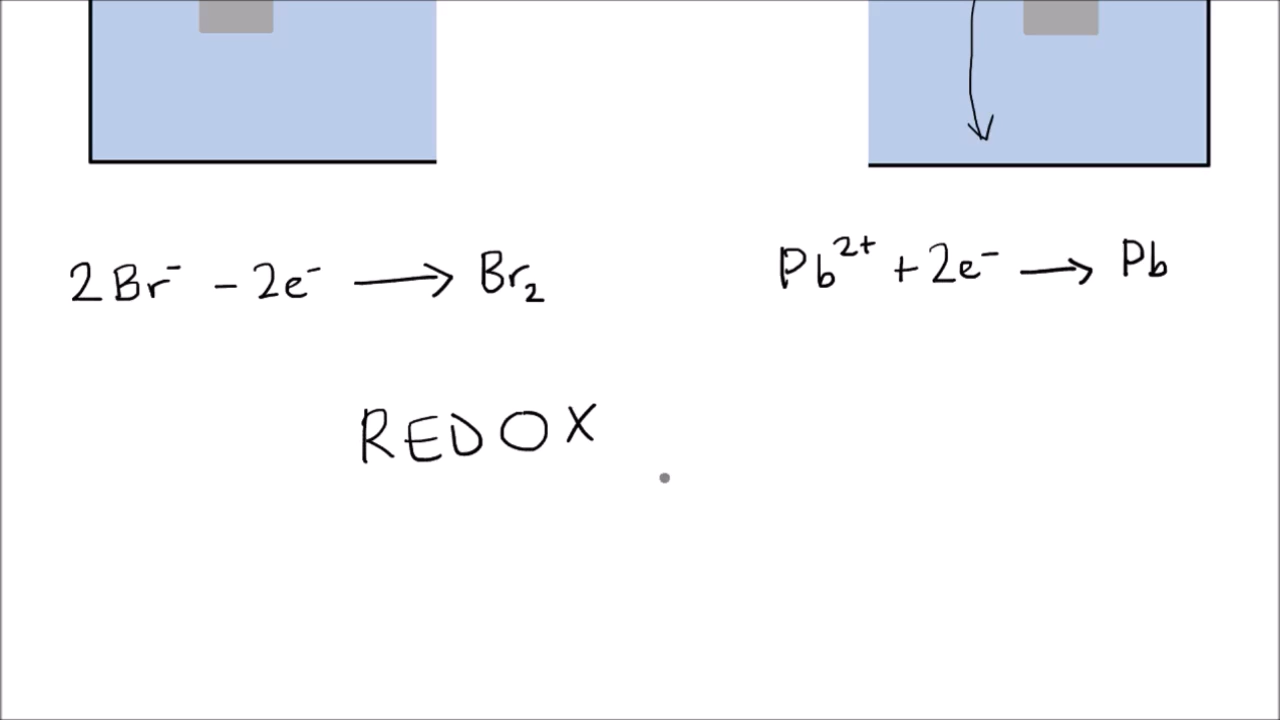 2Br⁻ − 2e⁻ ⟶ Br₂
Pb²⁺ + 2e⁻ ⟶ Pb
REDOX